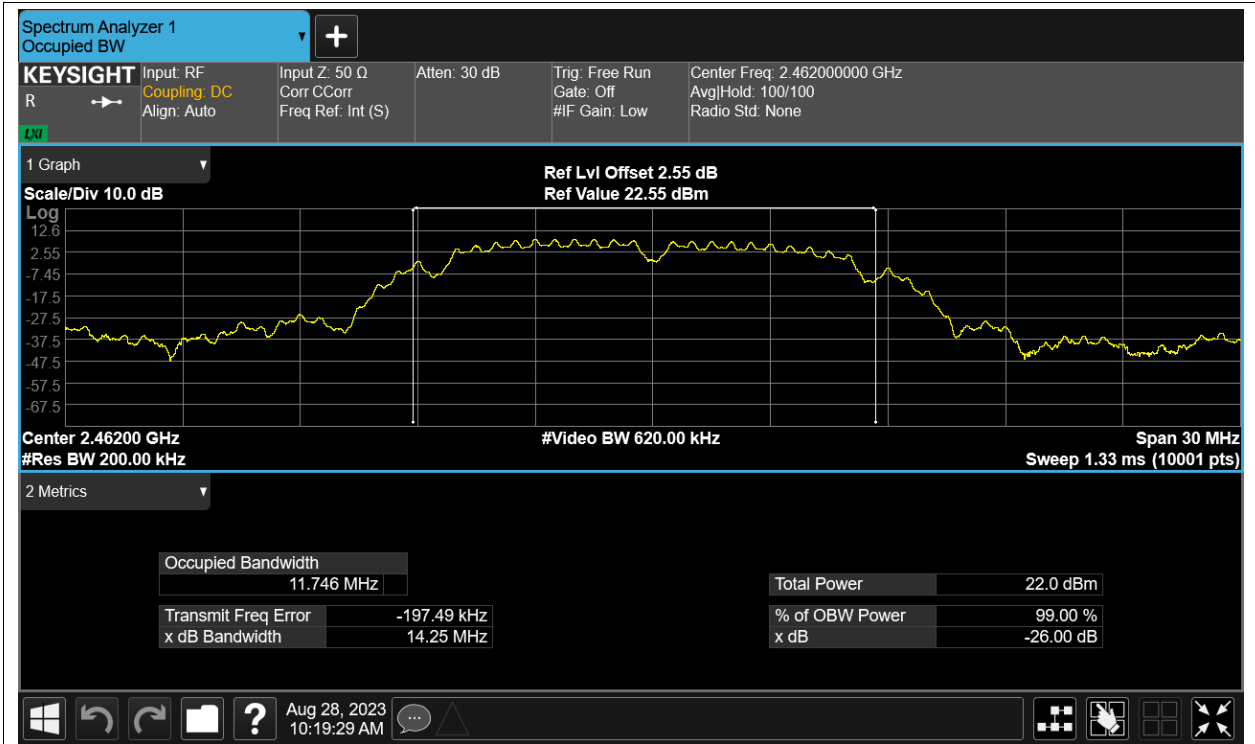 Spectrum Analyzer 1
Occupied BW
KEYSIGHT
R
LXI
Input: RF
Coupling: DC
Align: Auto
Input Z: 50 Ω
Corr CCorr
Freq Ref: Int (S)
Atten: 30 dB
Trig: Free Run
Gate: Off
#IF Gain: Low
Center Freq: 2.462000000 GHz
Avg|Hold: 100/100
Radio Std: None
1 Graph
Scale/Div 10.0 dB
Ref Lvl Offset 2.55 dB
Ref Value 22.55 dBm
Log
12.6
2.55
-7.45
-17.5
-27.5
-37.5
-47.5
-57.5
-67.5
Center 2.46200 GHz
#Video BW 620.00 kHz
Span 30 MHz
#Res BW 200.00 kHz
Sweep 1.33 ms (10001 pts)
2 Metrics
Occupied Bandwidth
11.746 MHz
Transmit Freq Error -197.49 kHz
x dB Bandwidth 14.25 MHz
Total Power 22.0 dBm
% of OBW Power 99.00 %
x dB -26.00 dB
?
Aug 28, 2023
10:19:29 AM